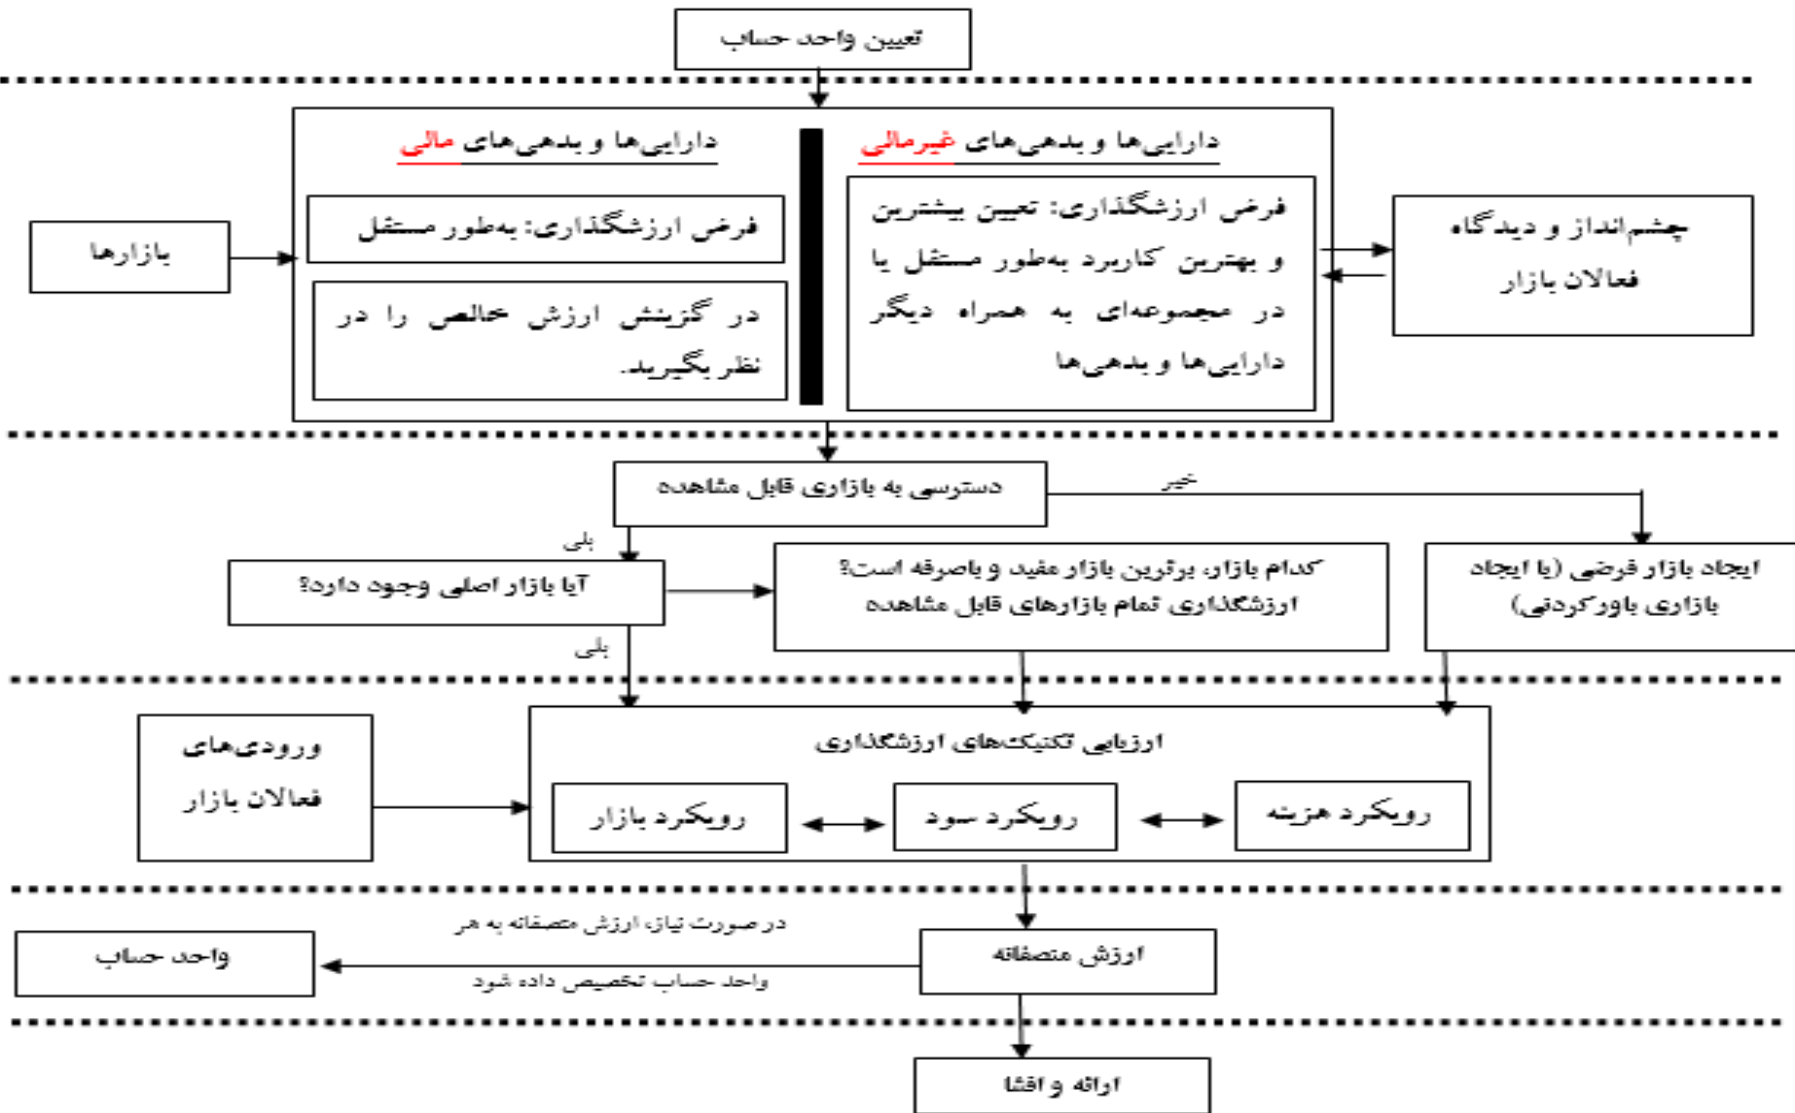 تعیین واحد حساب
دارایی‌ها و بدهی‌های غیرمالی
دارایی‌ها و بدهی‌های مالی
فرض ارزشگذاری: تعیین بیشترین
و بهترین کاربرد به‌طور مستقل یا
در مجموعه‌ای به همراه دیگر
دارایی‌ها و بدهی‌ها
فرض ارزشگذاری: به‌طور مستقل
در گزینش ارزش خالص را در
نظر بگیرید.
چشم‌انداز و دیدگاه
فعالان بازار
بازارها
دسترسی به بازاری قابل مشاهده
خیر
بلی
ایجاد بازار فرضی (یا ایجاد
بازاری باورکردنی)
کدام بازار، برترین بازار مفید و باصرفه است؟
ارزشگذاری تمام بازارهای قابل مشاهده
آیا بازار اصلی وجود دارد؟
بلی
ارزیابی تکنیک‌های ارزشگذاری
رویکرد هزینه
رویکرد سود
رویکرد بازار
ورودی‌های
فعالان بازار
ارزش منصفانه
در صورت نیاز، ارزش منصفانه به هر
واحد حساب تخصیص داده شود
واحد حساب
ارائه و افشا